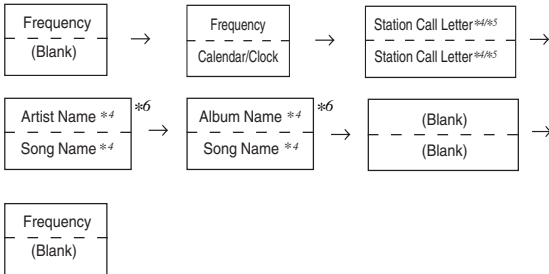 Frequency
(Blank)
→
Frequency
Calendar/Clock
→
Station Call Letter*4/*5
Station Call Letter*4/*5
→
Artist Name *4
Song Name *4
*6
→
Album Name *4
Song Name *4
*6
→
(Blank)
(Blank)
→
Frequency
(Blank)